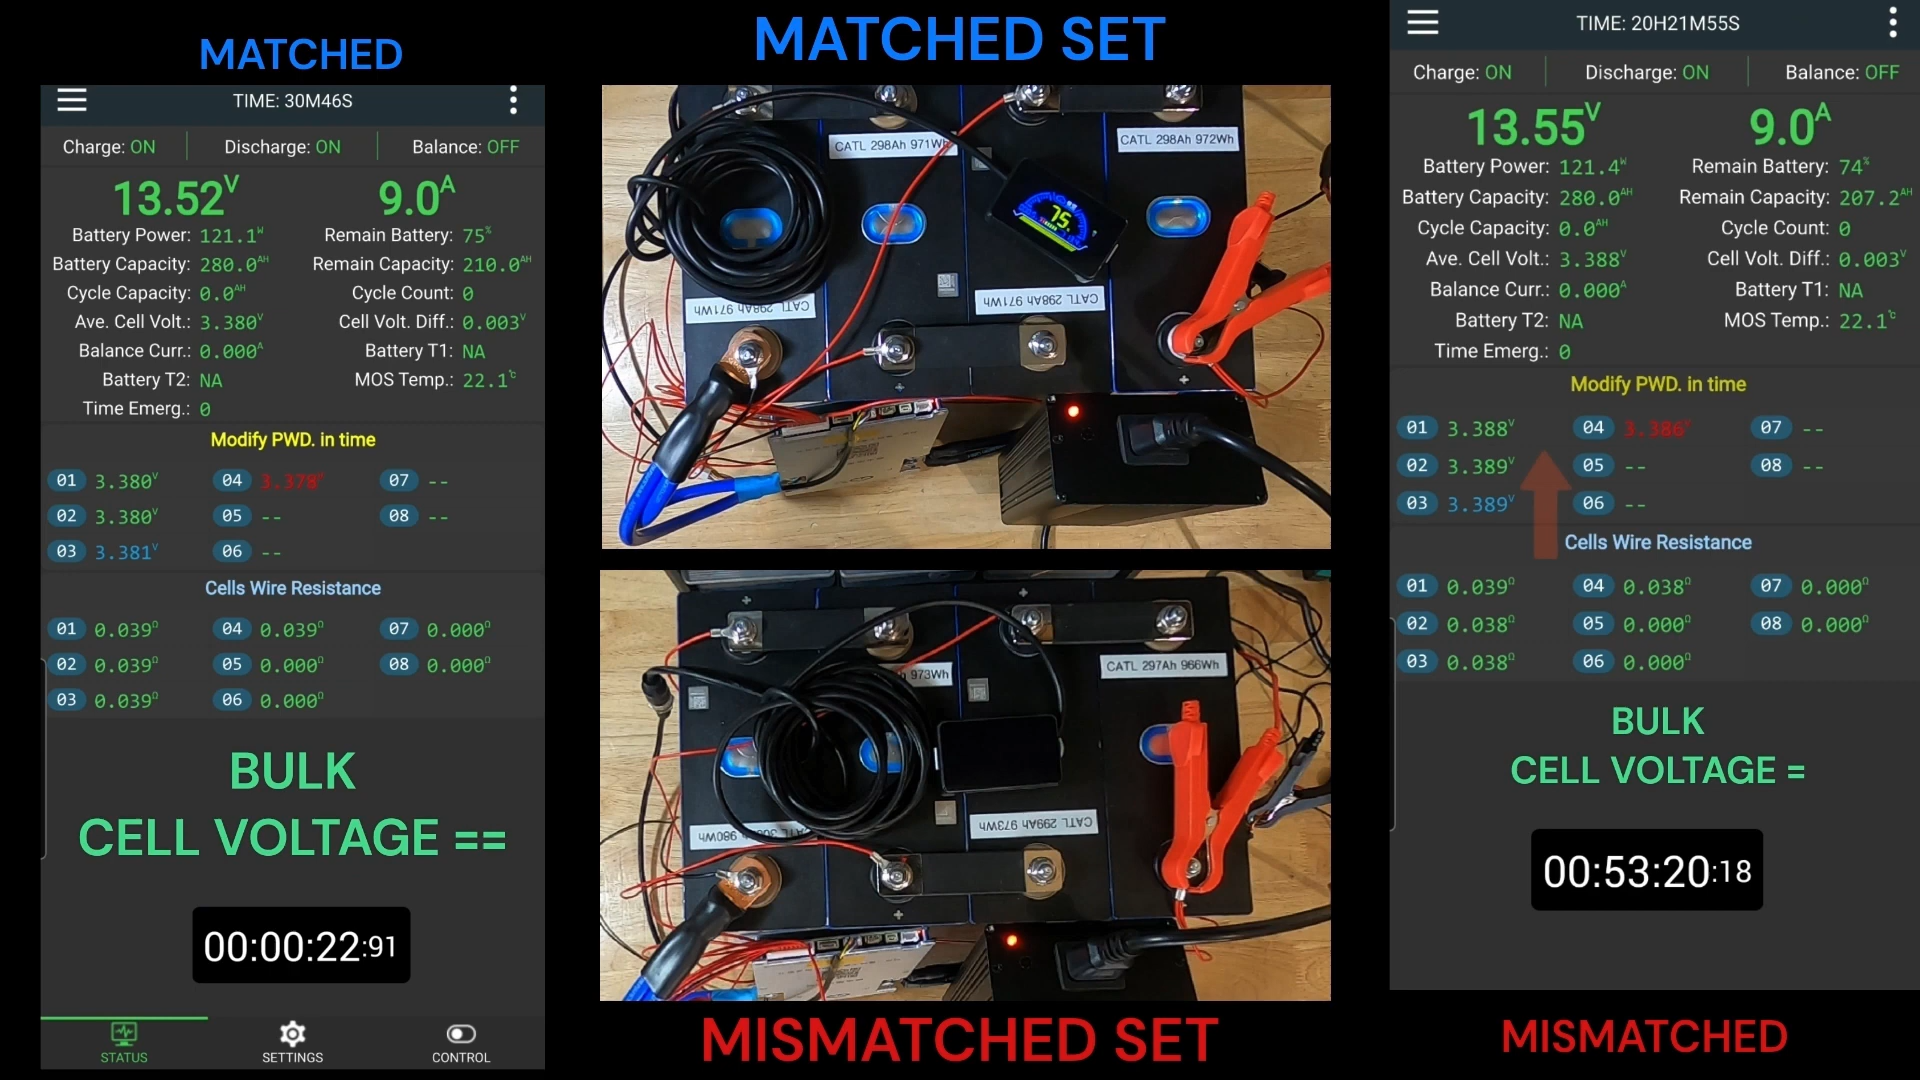 MATCHED
TIME: 30M46S
Charge: ON Discharge: ON Balance: OFF
13.52V 9.0A
Battery Power: 121.1W Remain Battery: 75%
Battery Capacity: 280.0AH Remain Capacity: 210.0AH
Cycle Capacity: 0.0AH Cycle Count: 0
Ave. Cell Volt.: 3.380V Cell Volt. Diff.: 0.003V
Balance Curr.: 0.000A Battery T1: NA
Battery T2: NA MOS Temp.: 22.1℃
Time Emerg.: 0
Modify PWD. in time
01 3.380V 04 3.378V 07 --
02 3.380V 05 -- 08 --
03 3.381V 06 --
Cells Wire Resistance
01 0.039Ω 04 0.039Ω 07 0.000Ω
02 0.039Ω 05 0.000Ω 08 0.000Ω
03 0.039Ω 06 0.000Ω
BULK
CELL VOLTAGE ==
00:00:22:91
STATUS SETTINGS CONTROL
MATCHED SET
CATL 298Ah 971Wh
CATL 298Ah 972Wh
75
CATL 298Ah 971Wh
CATL 298Ah 971Wh
973Wh
CATL 297Ah 966Wh
980Wh
CATL 299Ah 973Wh
MISMATCHED SET
TIME: 20H21M55S
Charge: ON Discharge: ON Balance: OFF
13.55V 9.0A
Battery Power: 121.4W Remain Battery: 74%
Battery Capacity: 280.0AH Remain Capacity: 207.2AH
Cycle Capacity: 0.0AH Cycle Count: 0
Ave. Cell Volt.: 3.388V Cell Volt. Diff.: 0.003V
Balance Curr.: 0.000A Battery T1: NA
Battery T2: NA MOS Temp.: 22.1℃
Time Emerg.: 0
Modify PWD. in time
01 3.388V 04 3.386V 07 --
02 3.389V 05 -- 08 --
03 3.389V 06 --
Cells Wire Resistance
01 0.039Ω 04 0.038Ω 07 0.000Ω
02 0.038Ω 05 0.000Ω 08 0.000Ω
03 0.038Ω 06 0.000Ω
BULK
CELL VOLTAGE =
00:53:20:18
MISMATCHED